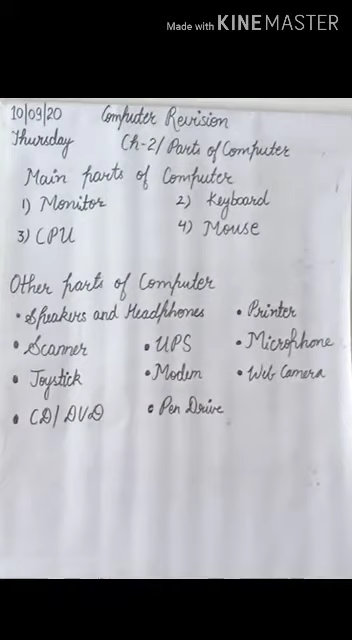 Made with KINEMASTER
10/09/20 Computer Revision
Thursday Ch-2/ Parts of Computer
Main parts of Computer
1) Monitor 2) Keyboard
3) CPU 4) Mouse
Other parts of Computer
• Speakers and Headphones • Printer
• Scanner • UPS • Microphone
• Joystick • Modem • Web Camera
• CD/DVD • Pen Drive